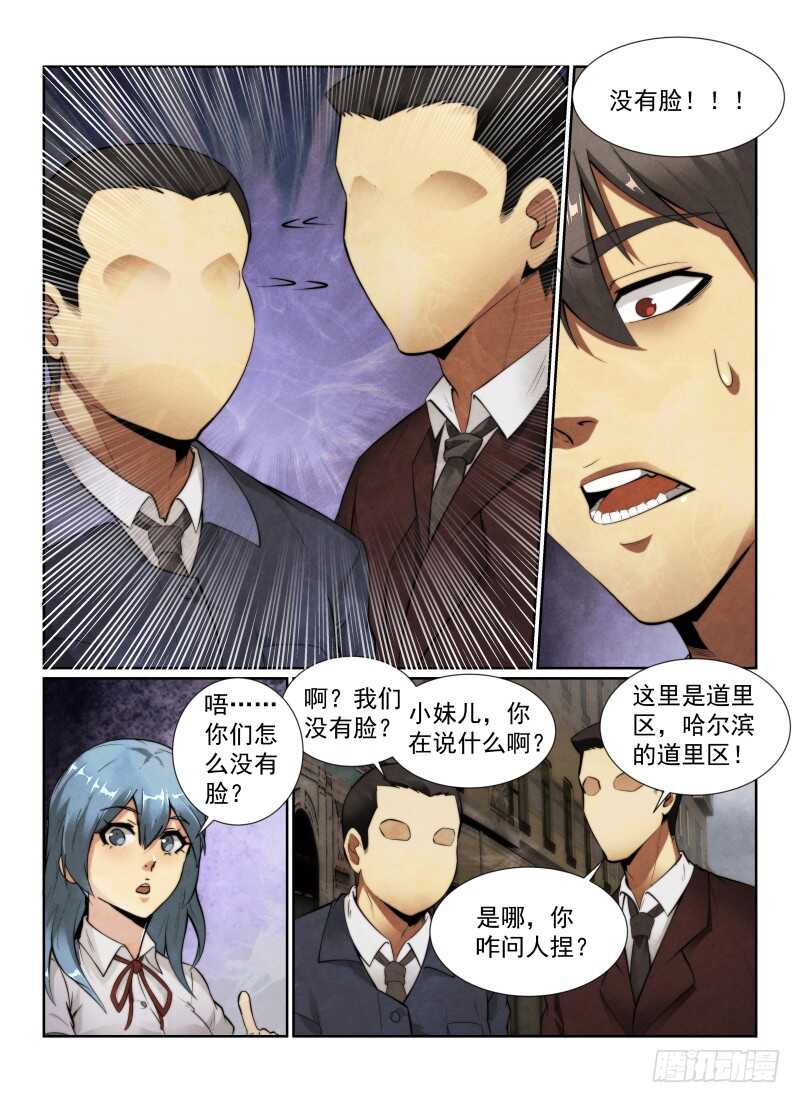 没有脸！！！
唔……
你们怎
么没有
脸？
啊？我们
没有脸？
小妹儿，你
在说什么啊？
这里是道里
区，哈尔滨
的道里区！
是哪，你
咋问人捏？
腾讯动漫